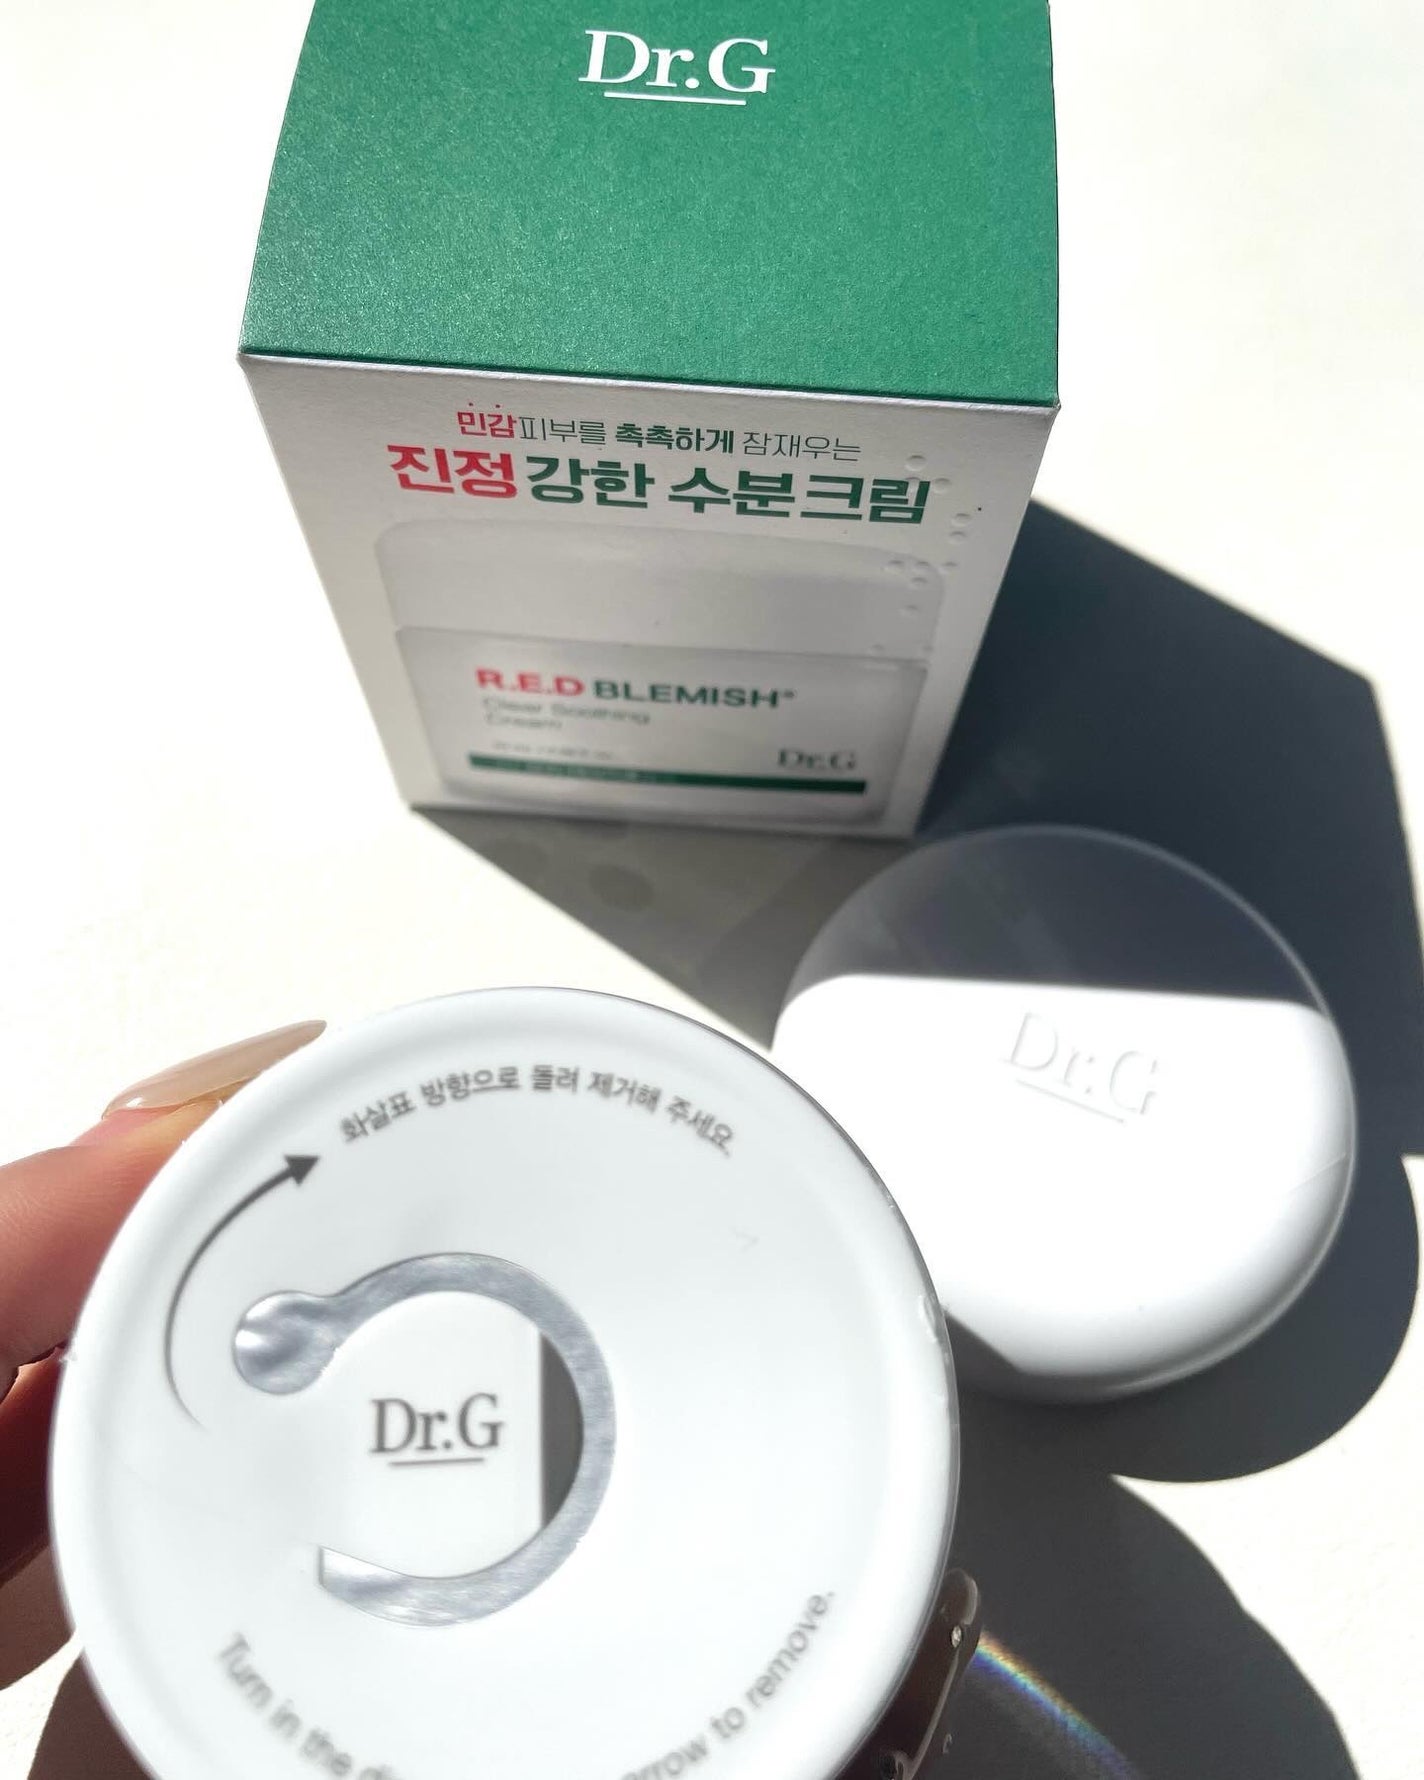 Dr.G
민감피부를 촉촉하게 잠재우는
진정 강한 수분크림
R.E.D BLEMISH®
Clear Soothing
Cream
Dr.G
Dr.G
화살표 방향으로 돌려 제거해 주세요.
Dr.G
Turn in the arrow to remove.